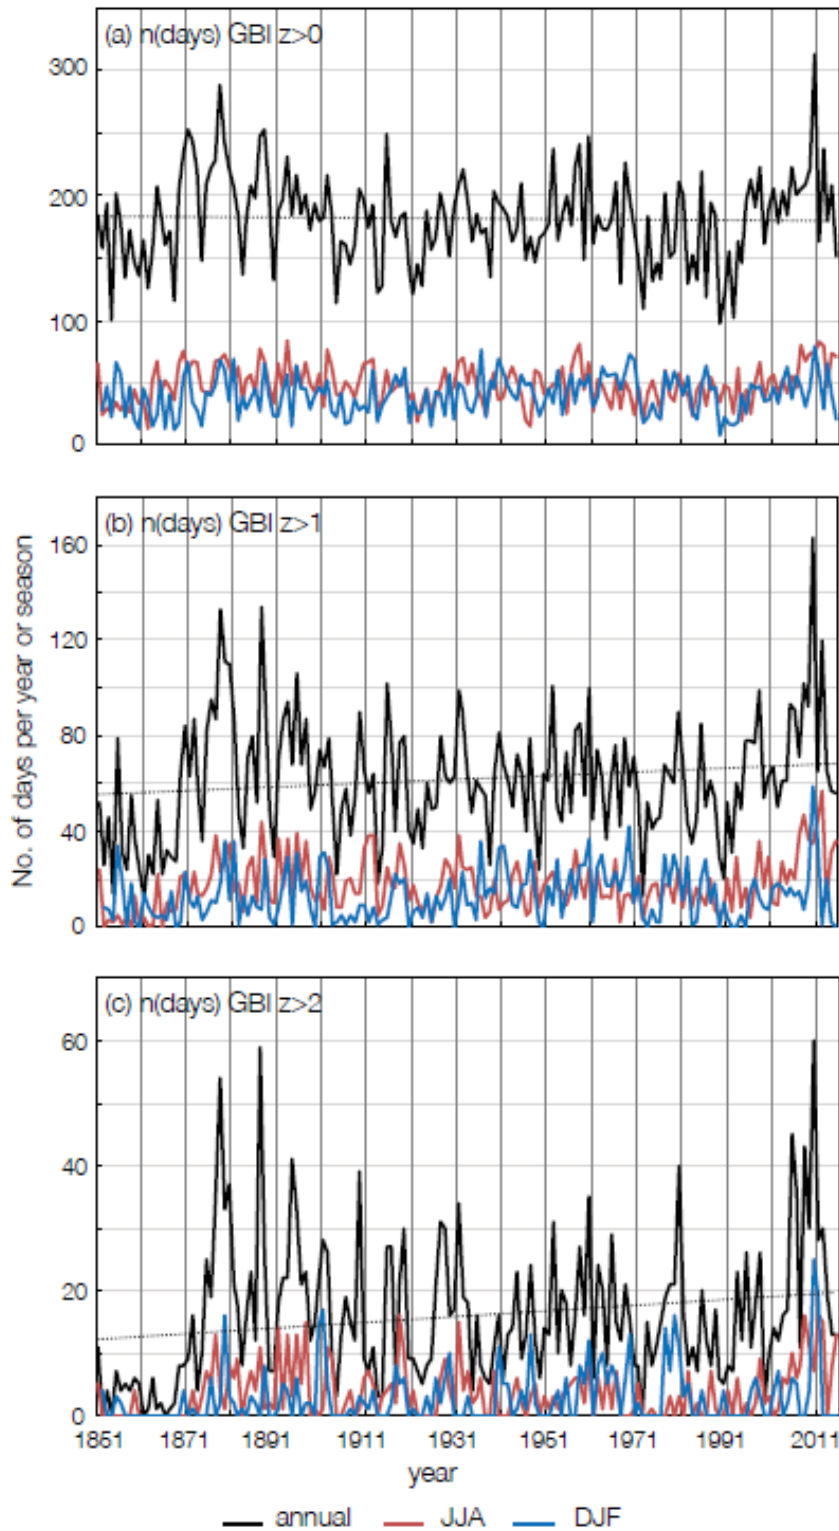 (a) n(days) GBI z>0
300
200
100
0
(b) n(days) GBI z>1
160
120
80
40
0
No. of days per year or season
(c) n(days) GBI z>2
60
40
20
0
1851 1871 1891 1911 1931 1951 1971 1991 2011
year
annual JJA DJF